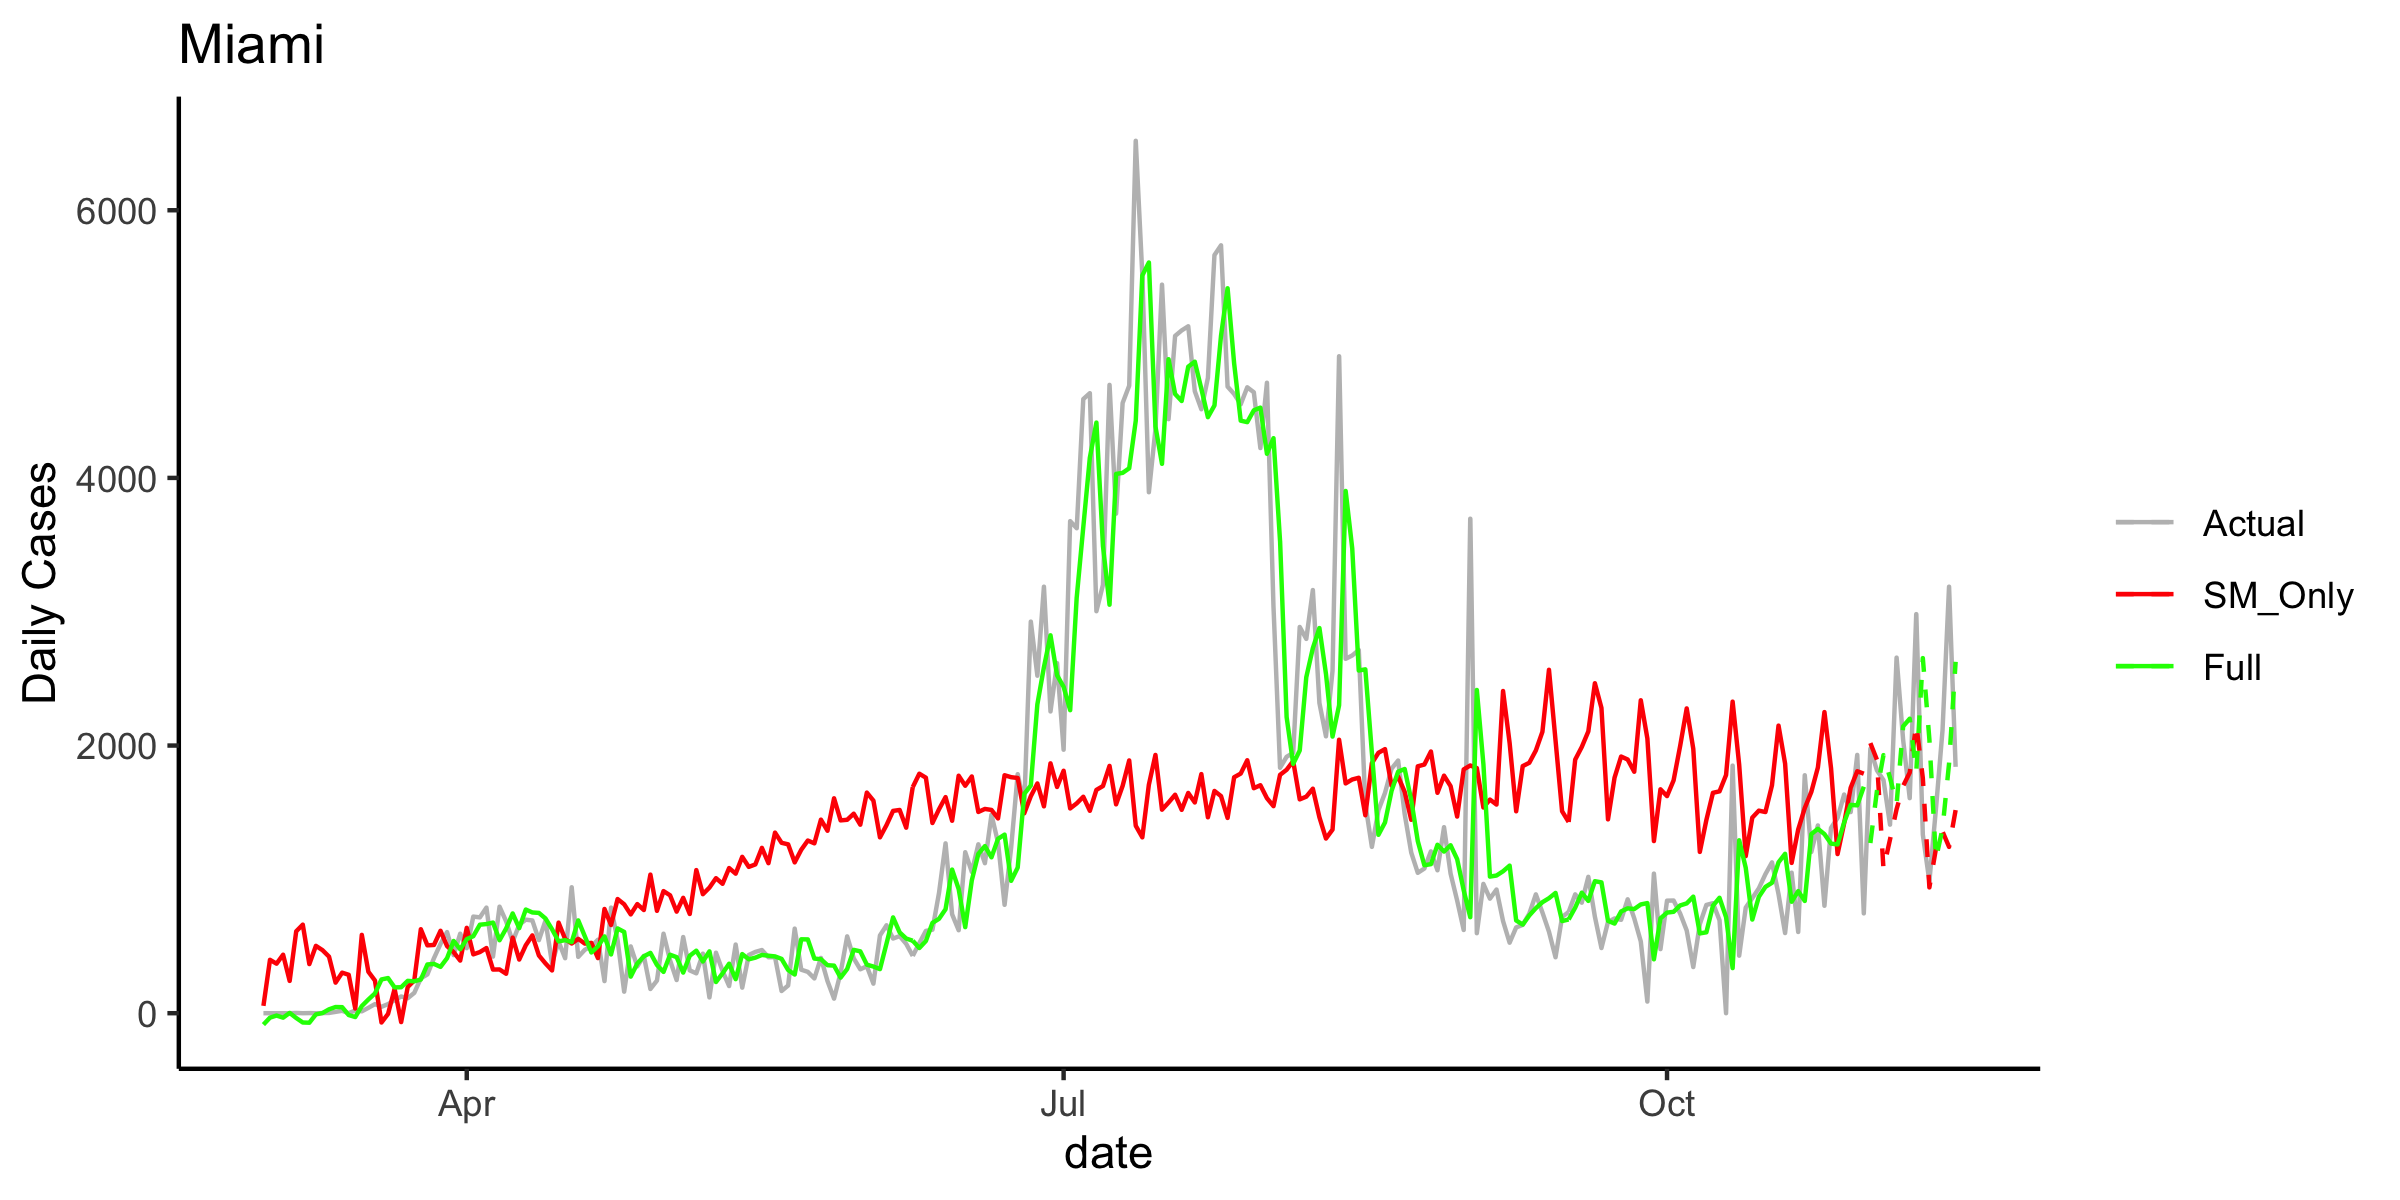 Miami
Daily Cases
6000
4000
2000
0
Apr
Jul
Oct
date
Actual
SM_Only
Full